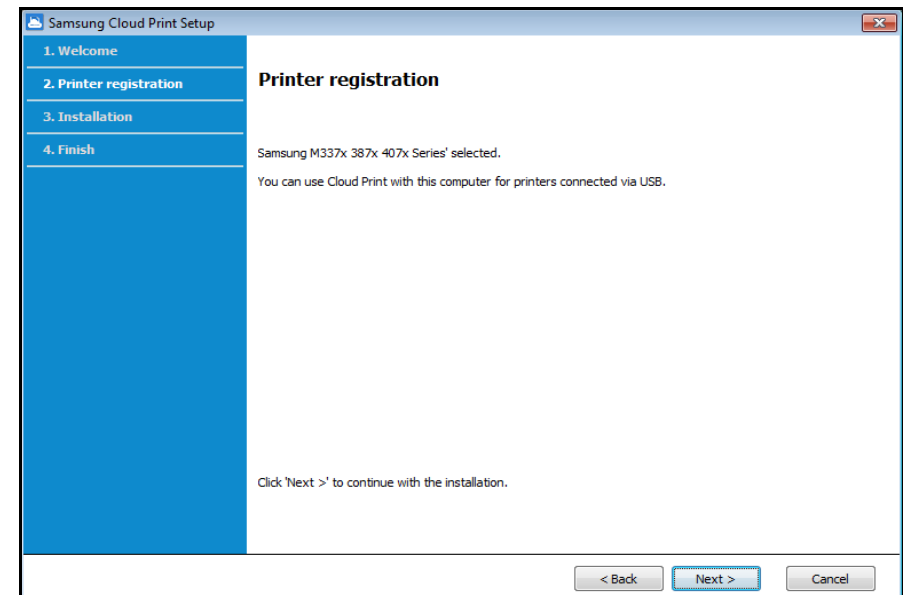 Samsung Cloud Print Setup
1. Welcome
2. Printer registration
3. Installation
4. Finish
Printer registration
Samsung M337x 387x 407x Series' selected.
You can use Cloud Print with this computer for printers connected via USB.
Click 'Next >' to continue with the installation.
< Back Next > Cancel